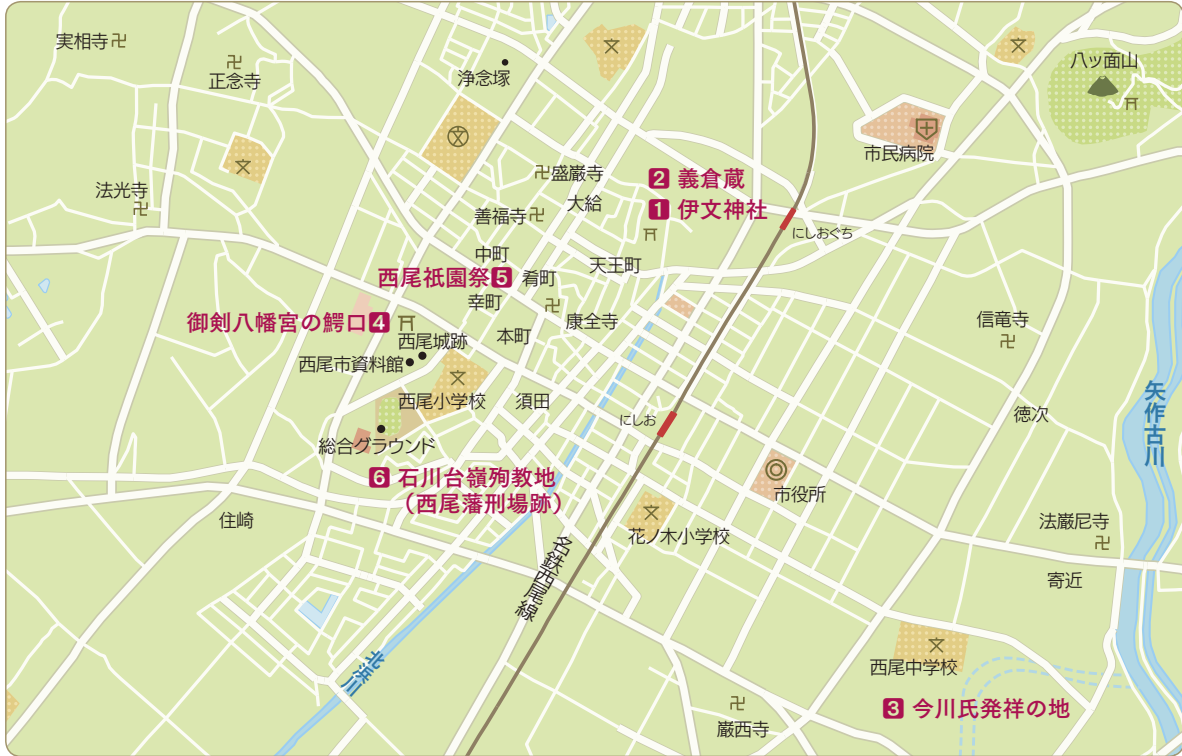 実相寺
正念寺
浄念塚
八ッ面山
市民病院
法光寺
盛巌寺
2 義倉蔵
大給
1 伊文神社
善福寺
にしおぐち
中町
天王町
西尾祇園祭5
肴町
幸町
御剣八幡宮の鰐口4
康全寺
本町
信竜寺
西尾城跡
西尾市資料館
西尾小学校
須田
にしお
徳次
矢作古川
総合グラウンド
6 石川台嶺殉教地
（西尾藩刑場跡）
市役所
住崎
花ノ木小学校
法巌尼寺
名鉄西尾線
寄近
北浜川
西尾中学校
3 今川氏発祥の地
巌西寺